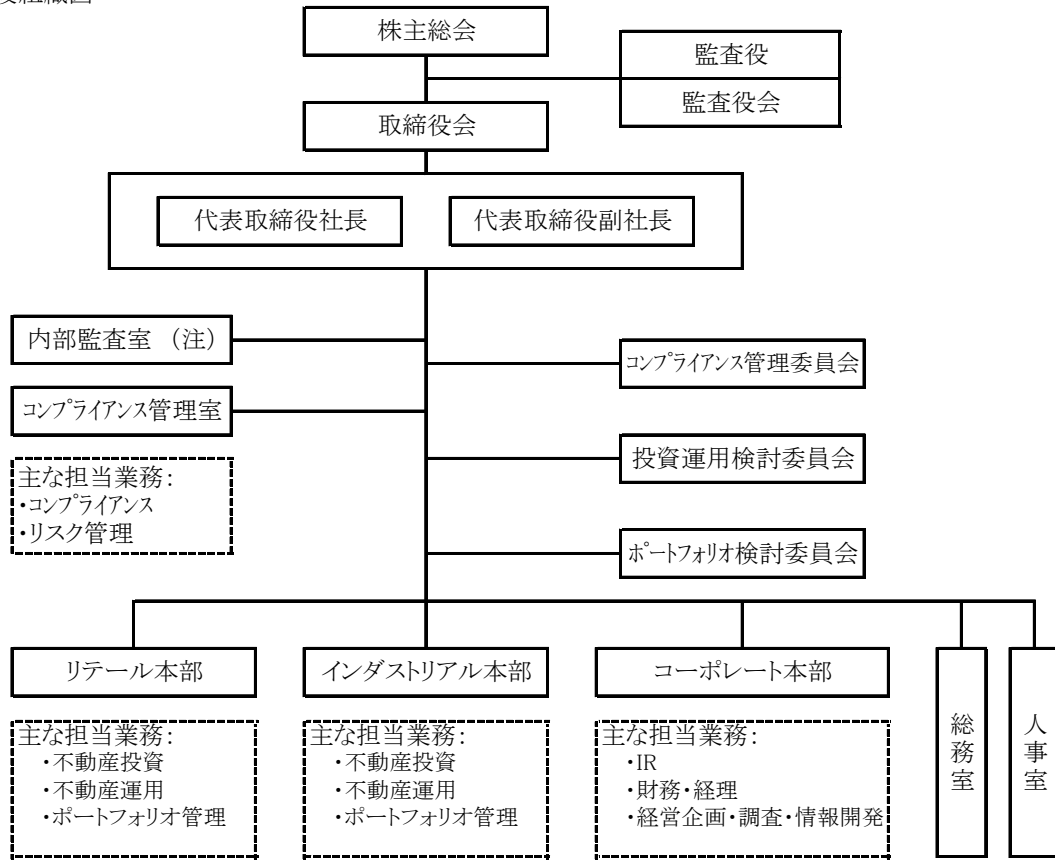 株主総会
監査役
監査役会
取締役会
代表取締役社長
代表取締役副社長
内部監査室 （注）
コンプライアンス管理委員会
コンプライアンス管理室
投資運用検討委員会
主な担当業務：
・コンプライアンス
・リスク管理
ポートフォリオ検討委員会
リテール本部
インダストリアル本部
コーポレート本部
総務室
人事室
主な担当業務：
・不動産投資
・不動産運用
・ポートフォリオ管理
主な担当業務：
・不動産投資
・不動産運用
・ポートフォリオ管理
主な担当業務：
・IR
・財務・経理
・経営企画・調査・情報開発